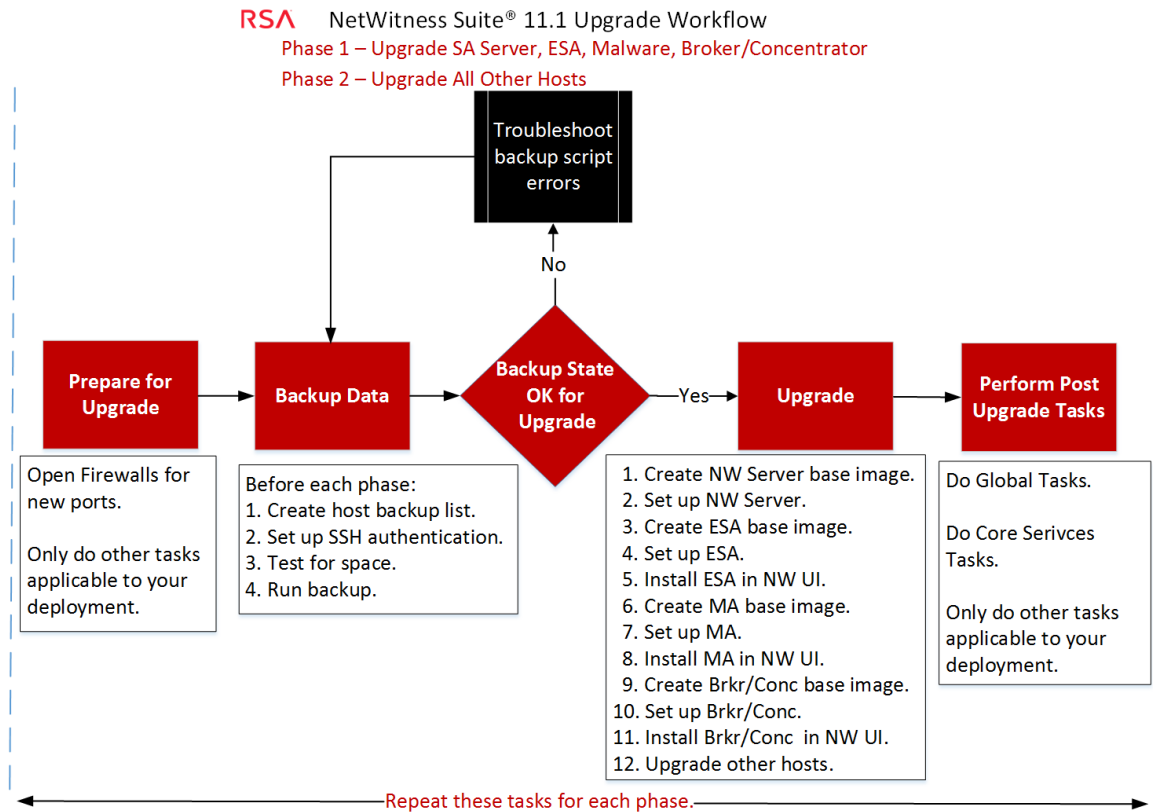 RSA NetWitness Suite® 11.1 Upgrade Workflow
Phase 1 – Upgrade SA Server, ESA, Malware, Broker/Concentrator
Phase 2 – Upgrade All Other Hosts
Troubleshoot
backup script
errors
No
Prepare for
Upgrade
Backup Data
Backup State
OK for
Upgrade
Yes
Upgrade
Perform Post
Upgrade Tasks
Open Firewalls for
new ports.
Only do other tasks
applicable to your
deployment.
Before each phase:
1. Create host backup list.
2. Set up SSH authentication.
3. Test for space.
4. Run backup.
1. Create NW Server base image.
2. Set up NW Server.
3. Create ESA base image.
4. Set up ESA.
5. Install ESA in NW UI.
6. Create MA base image.
7. Set up MA.
8. Install MA in NW UI.
9. Create Brkr/Conc base image.
10. Set up Brkr/Conc.
11. Install Brkr/Conc in NW UI.
12. Upgrade other hosts.
Do Global Tasks.
Do Core Serivces
Tasks.
Only do other tasks
applicable to your
deployment.
Repeat these tasks for each phase.